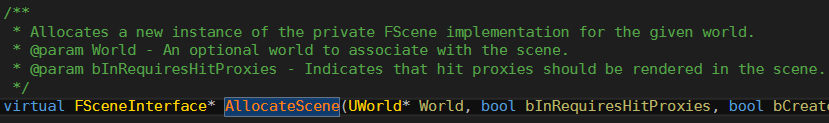 /**
* Allocates a new instance of the private FScene implementation for the given world.
* @param World - An optional world to associate with the scene.
* @param bInRequiresHitProxies - Indicates that hit proxies should be rendered in the scene.
*/
virtual FSceneInterface* AllocateScene(UWorld* World, bool bInRequiresHitProxies, bool bCreate